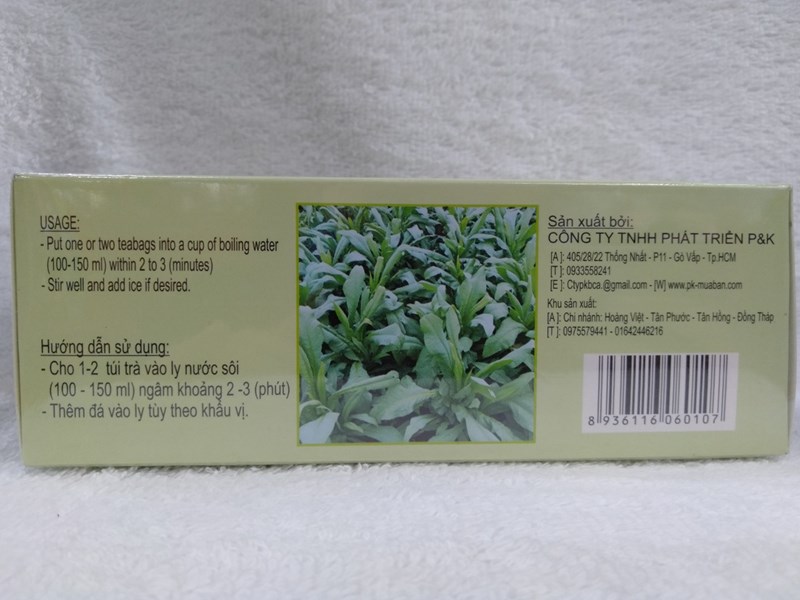 USAGE:
- Put one or two teabags into a cup of boiling water
(100-150 ml) within 2 to 3 (minutes)
- Stir well and add ice if desired.
Hướng dẫn sử dụng:
- Cho 1-2 túi trà vào ly nước sôi
(100 - 150 ml) ngâm khoảng 2 -3 (phút)
- Thêm đá vào ly tùy theo khẩu vị.
Sản xuất bởi:
CÔNG TY TNHH PHÁT TRIỂN P&K
[A]: 405/28/22 Thống Nhất - P11 - Gò Vấp - Tp.HCM
[T]: 0933558241
[E]: Ctypkbca.@gmail.com - [W] www.pk-muaban.com
Khu sản xuất:
[A]: Chi nhánh: Hoàng Việt - Tân Phước - Tân Hồng - Đồng Tháp
[T]: 0975579441 - 01642446216
8 936116 060107